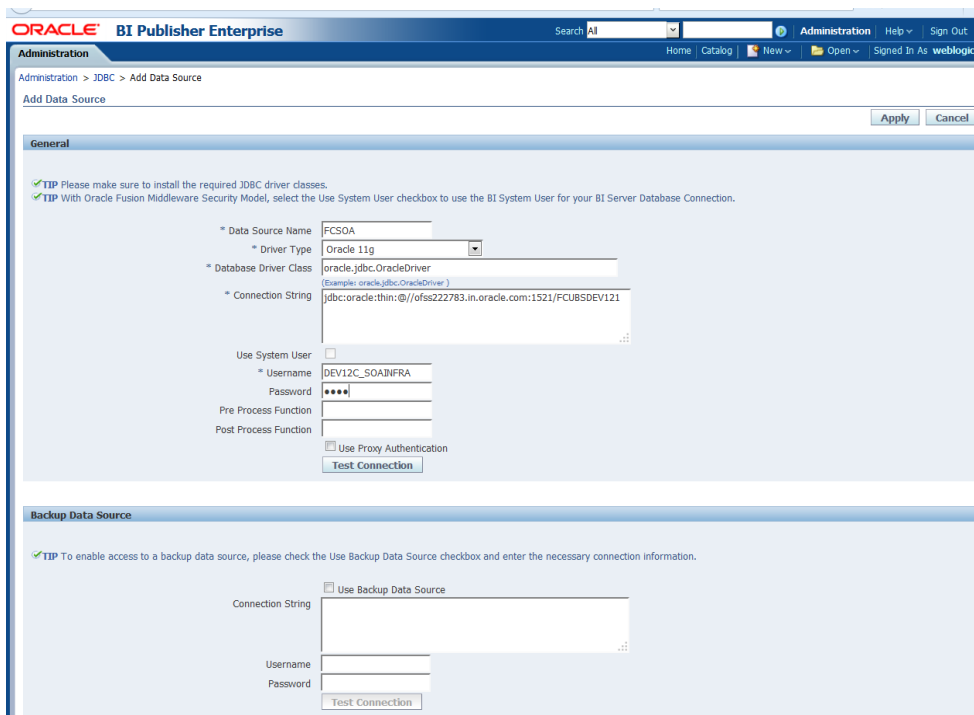 ORACLE BI Publisher Enterprise Search All Administration Help Sign Out
Administration Home Catalog New Open Signed In As weblogic
Administration > JDBC > Add Data Source
Add Data Source
Apply Cancel
General
TIP Please make sure to install the required JDBC driver classes.
TIP With Oracle Fusion Middleware Security Model, select the Use System User checkbox to use the BI System User for your BI Server Database Connection.
* Data Source Name FCSOA
* Driver Type Oracle 11g
* Database Driver Class oracle.jdbc.OracleDriver
(Example: oracle.jdbc.OracleDriver )
* Connection String jdbc:oracle:thin:@//ofss222783.in.oracle.com:1521/FCUBSDEV121
Use System User
* Username DEV12C_SOAINFRA
Password ••••
Pre Process Function
Post Process Function
Use Proxy Authentication
Test Connection
Backup Data Source
TIP To enable access to a backup data source, please check the Use Backup Data Source checkbox and enter the necessary connection information.
Use Backup Data Source
Connection String
Username
Password
Test Connection